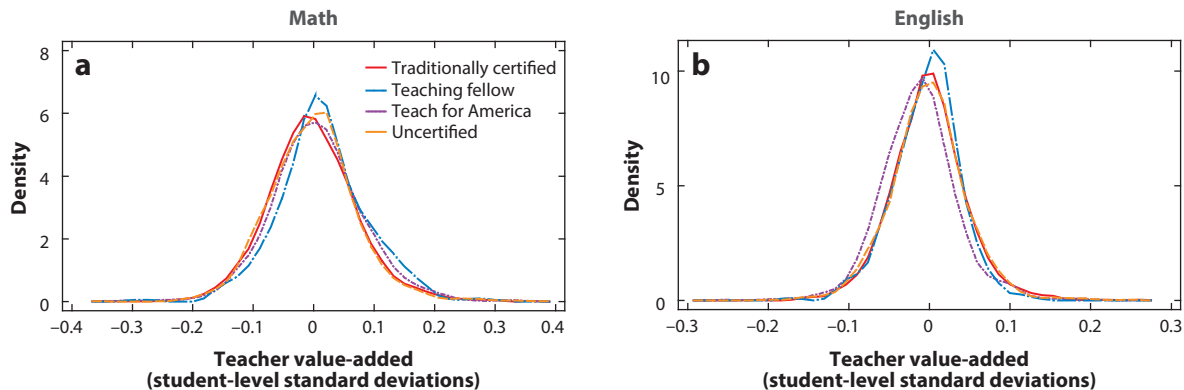 Math
a
Traditionally certified
Teaching fellow
Teach for America
Uncertified
Density
8
6
4
2
0
−0.4 −0.3 −0.2 −0.1 0 0.1 0.2 0.3 0.4
Teacher value-added
(student-level standard deviations)
English
b
Density
10
5
0
−0.3 −0.2 −0.1 0 0.1 0.2 0.3
Teacher value-added
(student-level standard deviations)